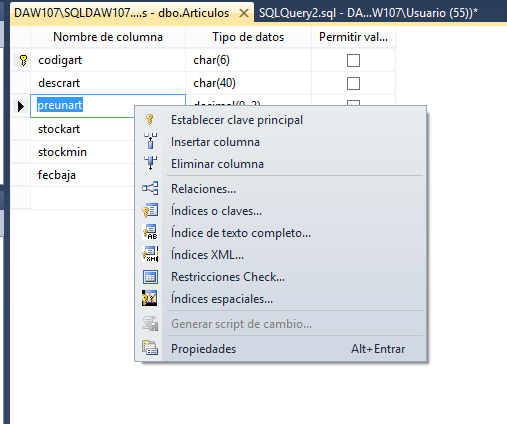 DAW107\SQLDAW107....s - dbo.Articulos
SQLQuery2.sql - DA...W107\Usuario (55))*
Nombre de columna Tipo de datos Permitir val...
codigart char(6)
descrart char(40)
preunart decimal(9, 2)
stockart
stockmin
fecbaja
Establecer clave principal
Insertar columna
Eliminar columna
Relaciones...
Índices o claves...
Índice de texto completo...
Índices XML...
Restricciones Check...
Índices espaciales...
Generar script de cambio...
Propiedades Alt+Entrar